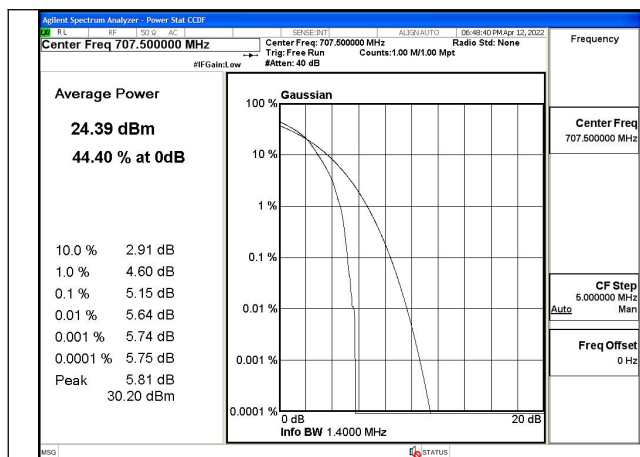 Agilent Spectrum Analyzer - Power Stat CCDF
RL RF 50 Ω AC SENSE:INT ALIGN AUTO 06:48:40 PM Apr 12, 2022
Center Freq 707.500000 MHz
Center Freq: 707.500000 MHz Radio Std: None
Trig: Free Run Counts:1.00 M/1.00 Mpt
#IFGain:Low #Atten: 40 dB
Frequency
Average Power
24.39 dBm
44.40 % at 0dB
10.0 % 2.91 dB
1.0 % 4.60 dB
0.1 % 5.15 dB
0.01 % 5.64 dB
0.001 % 5.74 dB
0.0001 % 5.75 dB
Peak 5.81 dB
30.20 dBm
Gaussian
100 %
10 %
1 %
0.1 %
0.01 %
0.001 %
0.0001 %
0 dB 20 dB
Info BW 1.4000 MHz
Center Freq
707.500000 MHz
CF Step
5.000000 MHz
Auto Man
Freq Offset
0 Hz
MSG STATUS